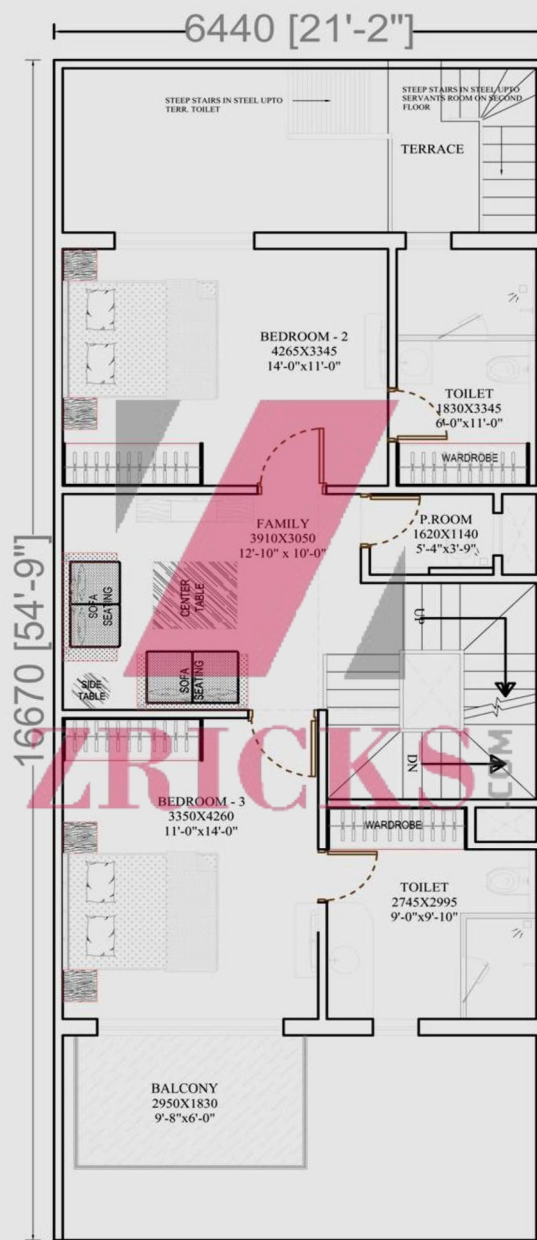 6440 [21'-2"]
STEEP STAIRS IN STEEL UPTO
TERR. TOILET
STEEP STAIRS IN STEEL UPTO
SERVANTS ROOM ON SECOND
FLOOR
TERRACE
16670 [54'-9"]
BEDROOM - 2
4265X3345
14'-0"x11'-0"
TOILET
1830X3345
6'-0"x11'-0"
WARDROBE
FAMILY
3910X3050
12'-10" x 10'-0"
P.ROOM
1620X1140
5'-4"x3'-9"
SOFA
SEATING
CENTER
TABLE
SIDE
TABLE
SOFA
SEATING
UP
DN
ZRICKS
.COM
BEDROOM - 3
3350X4260
11'-0"x14'-0"
WARDROBE
TOILET
2745X2995
9'-0"x9'-10"
BALCONY
2950X1830
9'-8"x6'-0"